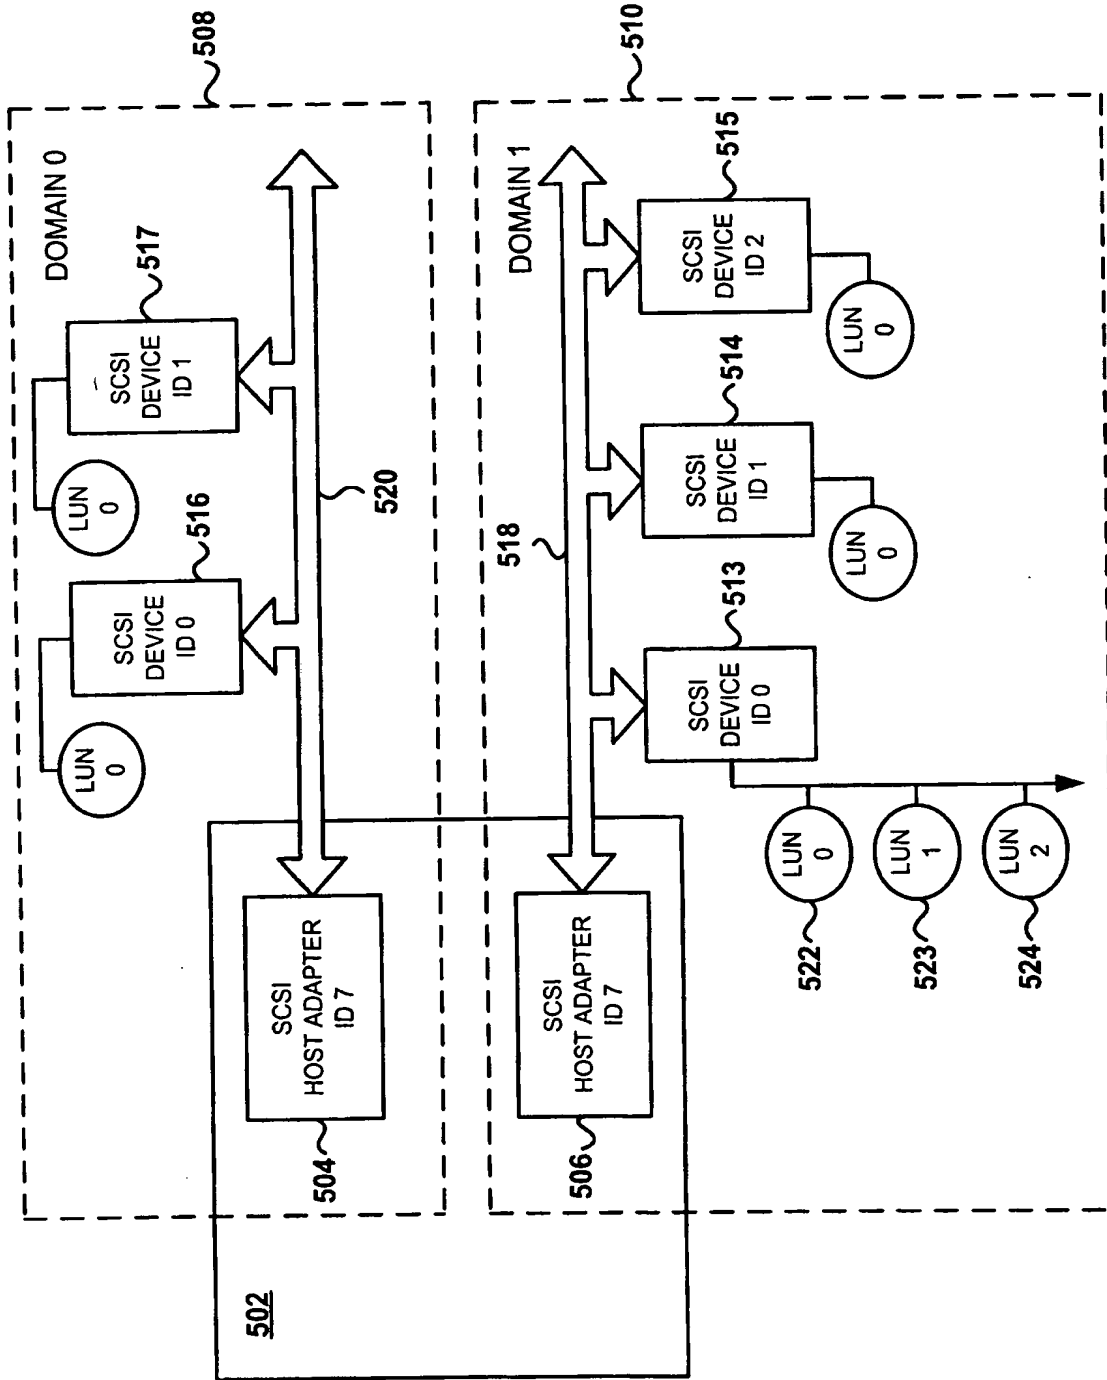 508
DOMAIN 0
517
SCSI
DEVICE
ID 1
LUN
0
516
SCSI
DEVICE
ID 0
LUN
0
520
SCSI
HOST ADAPTER
ID 7
504
502
510
DOMAIN 1
515
SCSI
DEVICE
ID 2
LUN
0
514
SCSI
DEVICE
ID 1
LUN
0
518
513
SCSI
DEVICE
ID 0
LUN
0
522
LUN
1
523
LUN
2
524
SCSI
HOST ADAPTER
ID 7
506